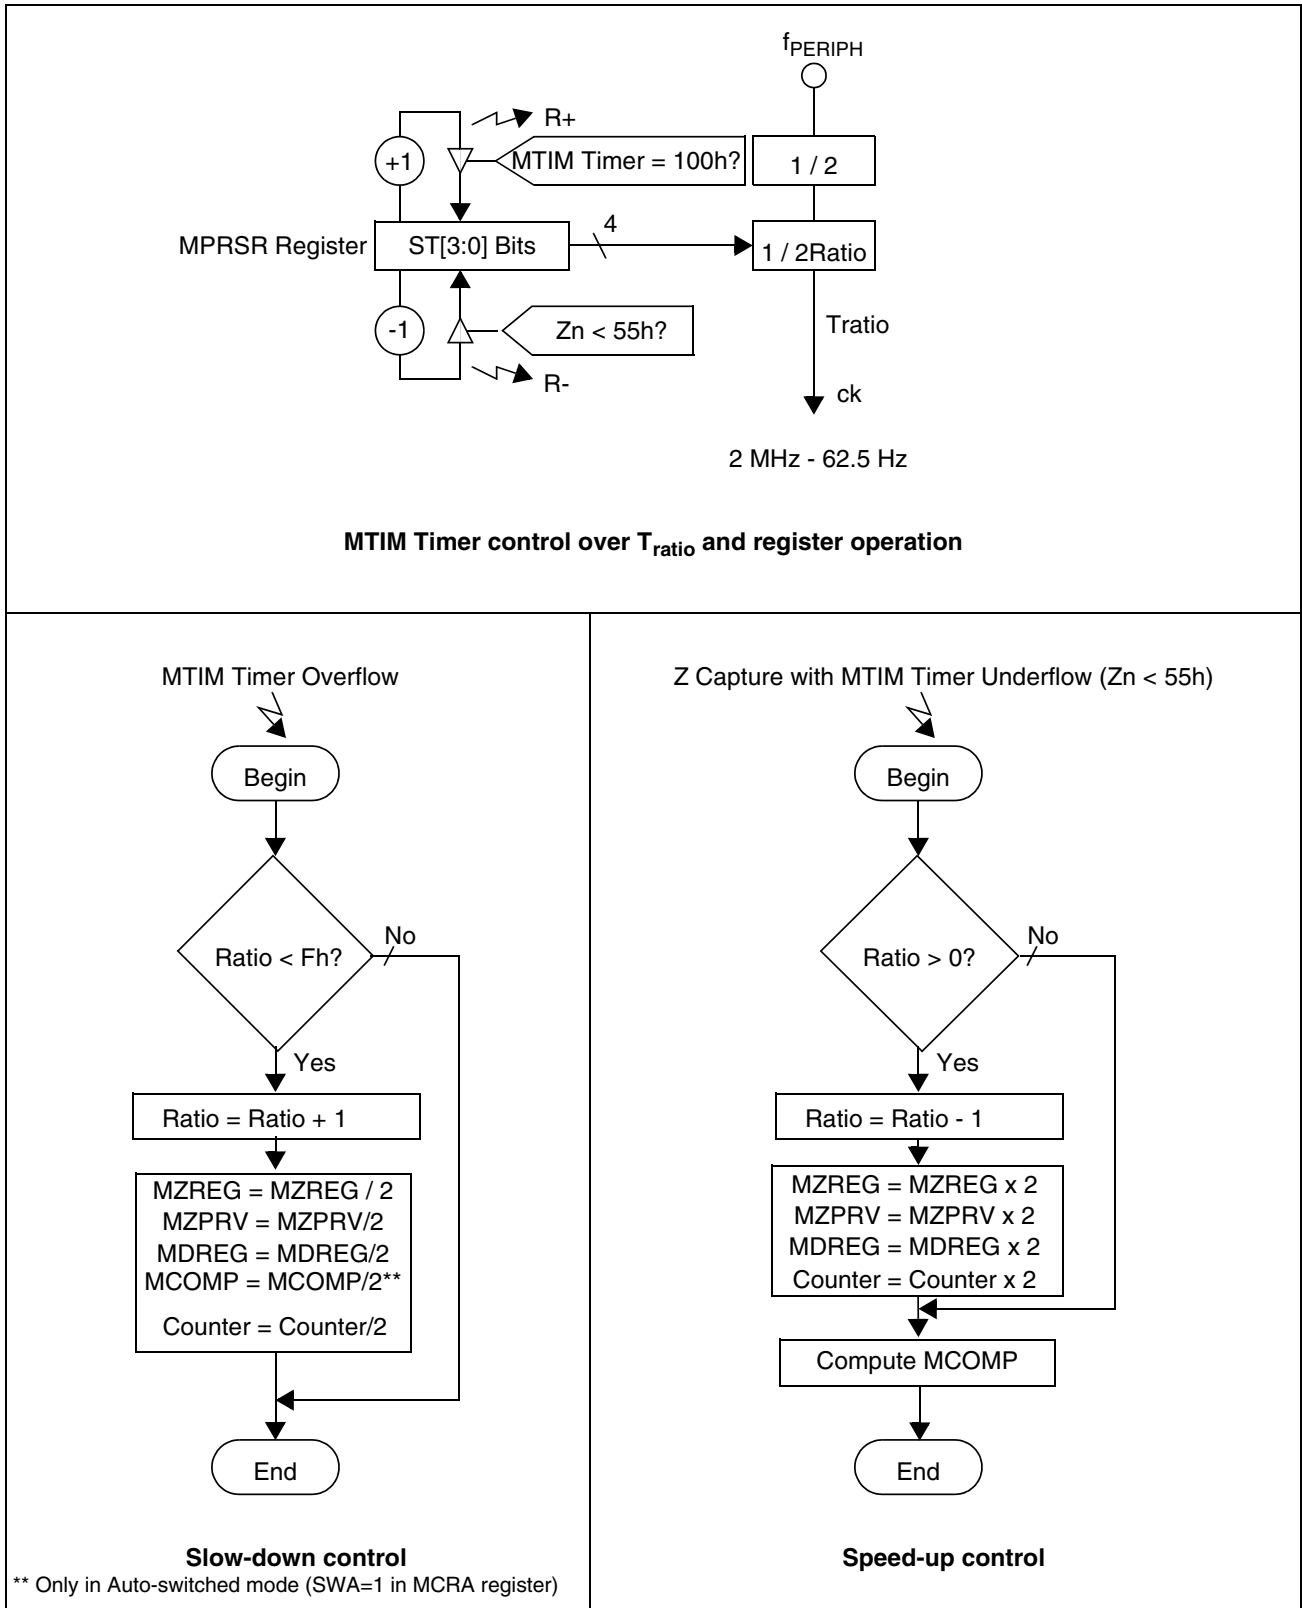 fPERIPH
R+
+1
MTIM Timer = 100h?
1 / 2
4
MPRSR Register
ST[3:0] Bits
1 / 2Ratio
-1
Zn < 55h?
Tratio
R-
ck
2 MHz - 62.5 Hz
MTIM Timer control over Tratio and register operation
MTIM Timer Overflow
Begin
Ratio < Fh?
No
Yes
Ratio = Ratio + 1
MZREG = MZREG / 2
MZPRV = MZPRV/2
MDREG = MDREG/2
MCOMP = MCOMP/2**
Counter = Counter/2
End
Slow-down control
** Only in Auto-switched mode (SWA=1 in MCRA register)
Z Capture with MTIM Timer Underflow (Zn < 55h)
Begin
Ratio > 0?
No
Yes
Ratio = Ratio - 1
MZREG = MZREG x 2
MZPRV = MZPRV x 2
MDREG = MDREG x 2
Counter = Counter x 2
Compute MCOMP
End
Speed-up control